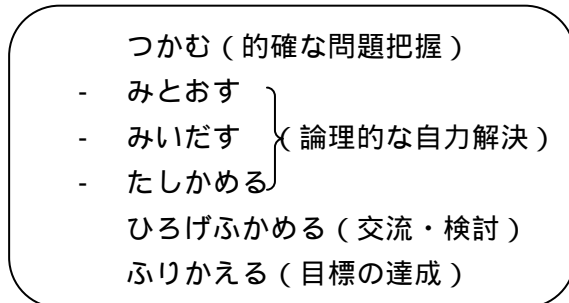 つかむ（的確な問題把握）
- みとおす
- みいだす （論理的な自力解決）
- たしかめる
ひろげふかめる（交流・検討）
ふりかえる（目標の達成）